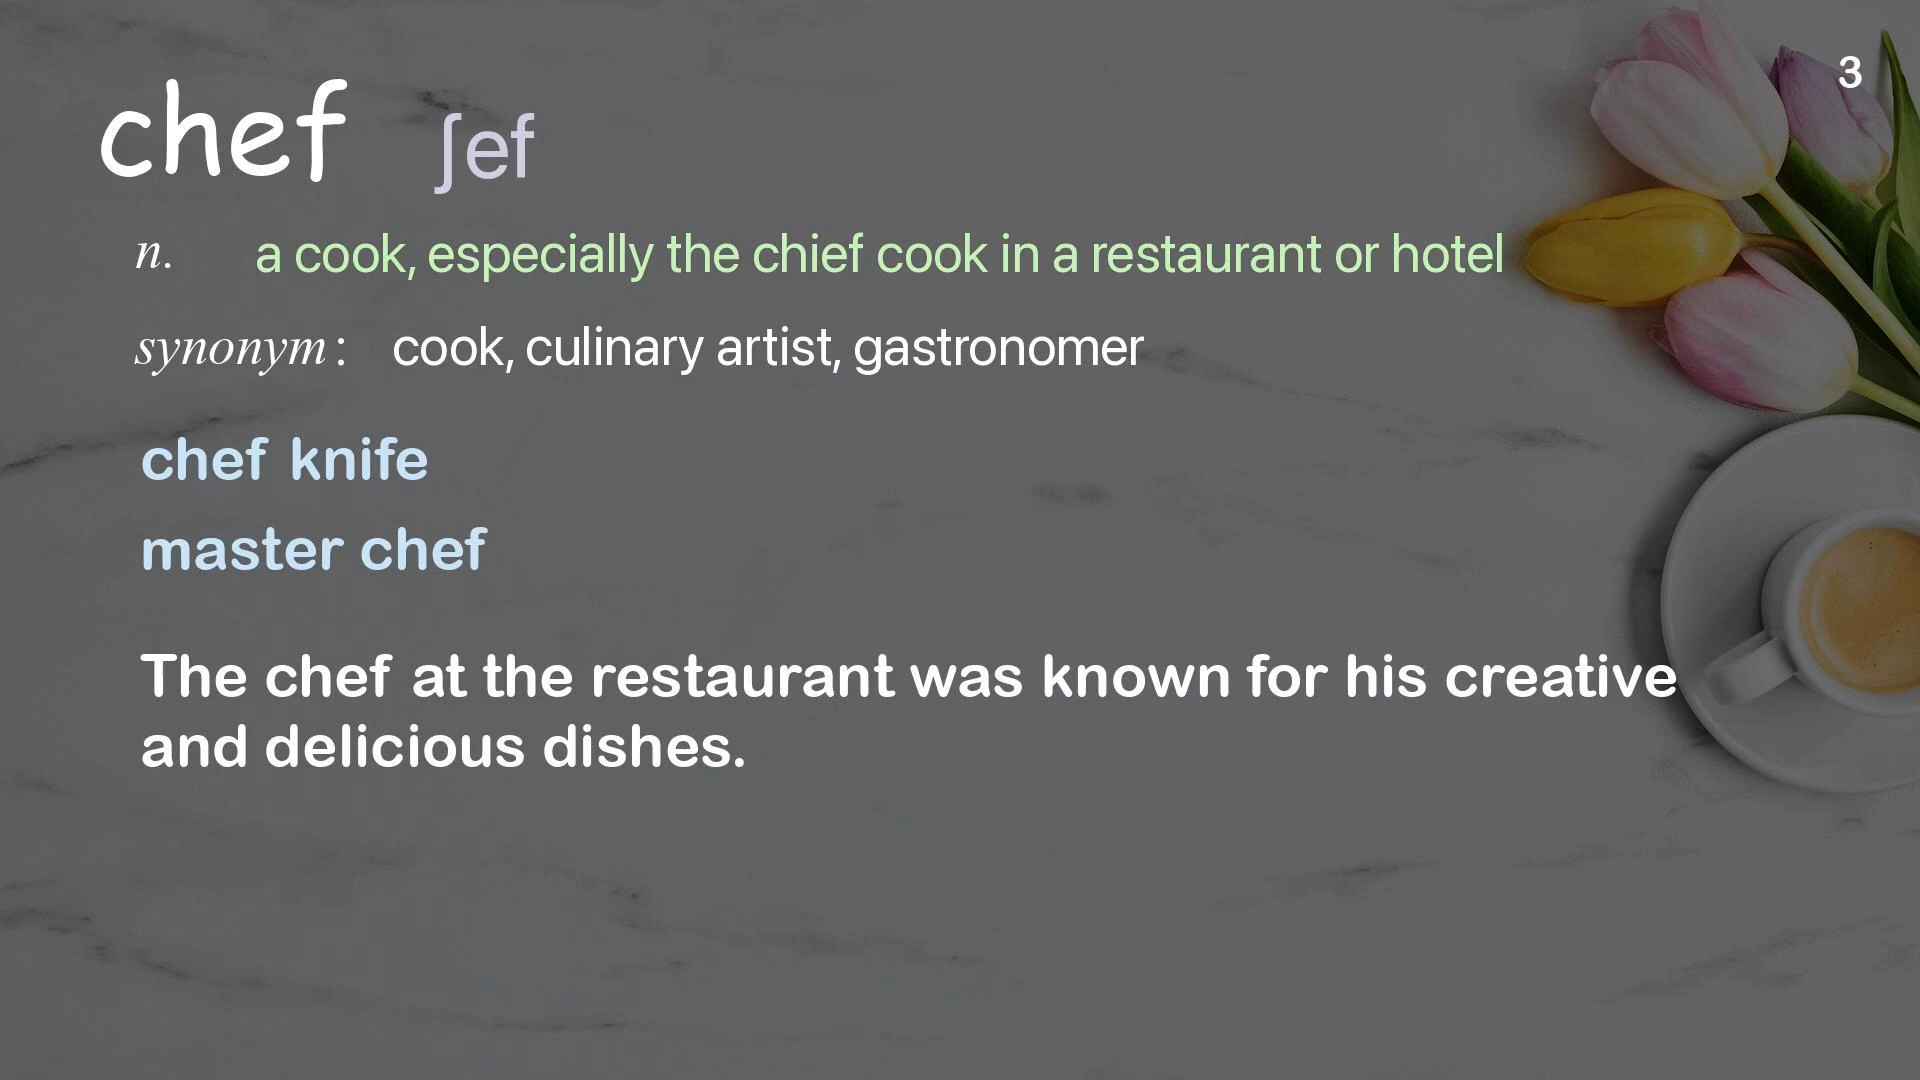 3
chef ʃef
n. a cook, especially the chief cook in a restaurant or hotel
synonym: cook, culinary artist, gastronomer
chef knife
master chef
The chef at the restaurant was known for his creative
and delicious dishes.